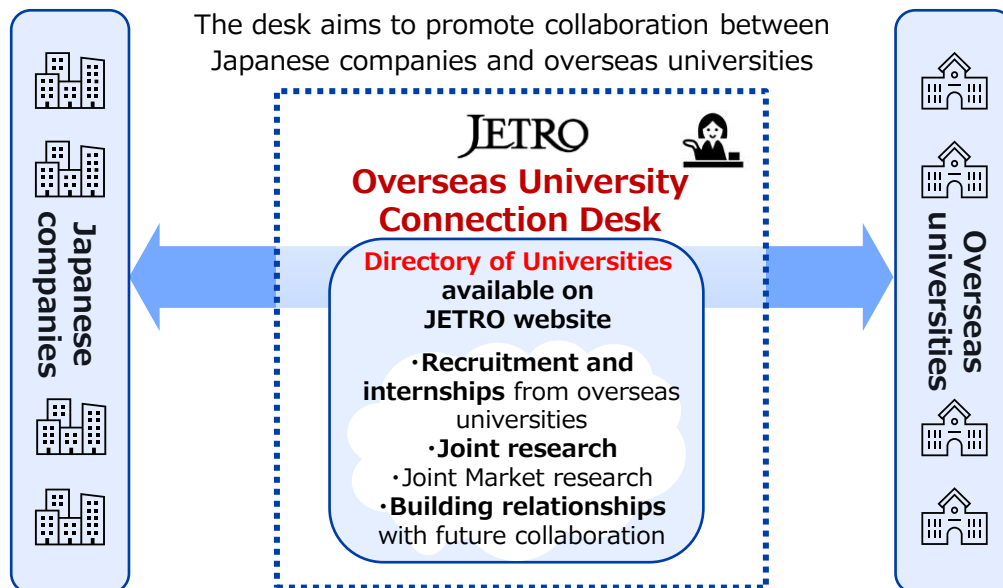 The desk aims to promote collaboration between
Japanese companies and overseas universities
JETRO
Overseas University
Connection Desk
Directory of Universities
available on
JETRO website
・Recruitment and
internships from overseas
universities
・Joint research
・Joint Market research
・Building relationships
with future collaboration
Japanese
companies
Overseas
universities